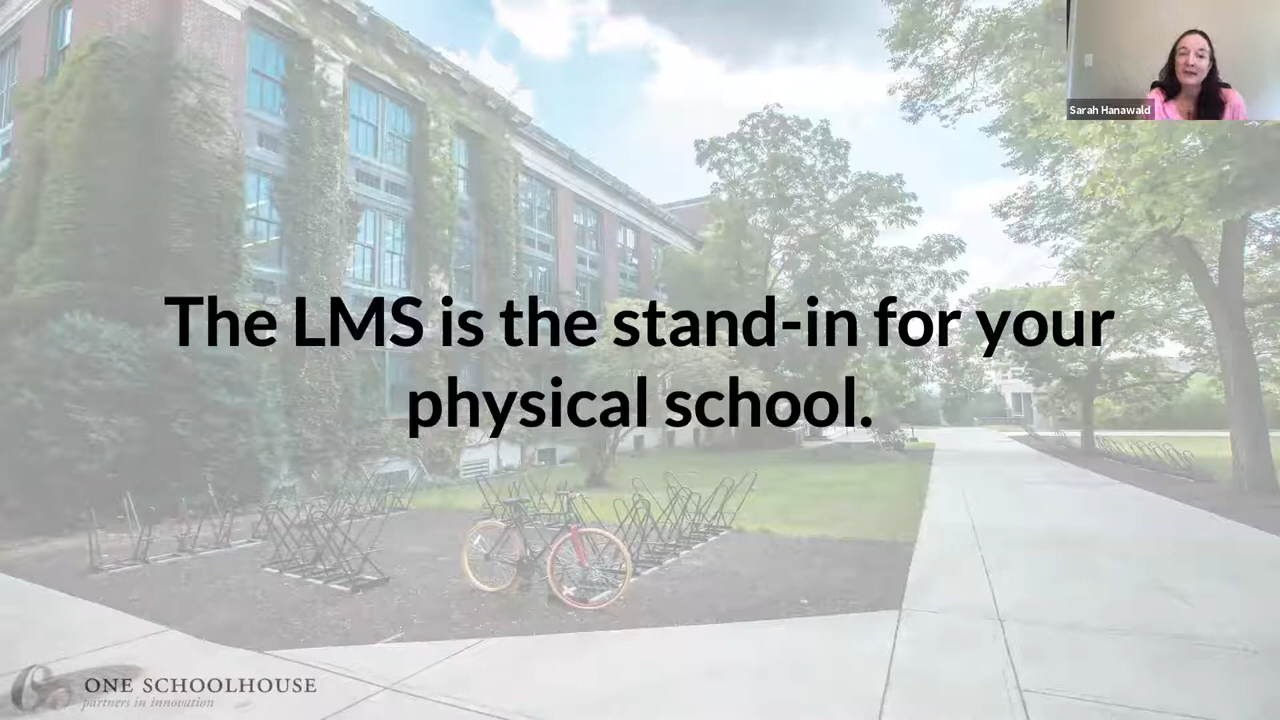 Sarah Hanawald
The LMS is the stand-in for your
physical school.
ONE SCHOOLHOUSE
partners in innovation